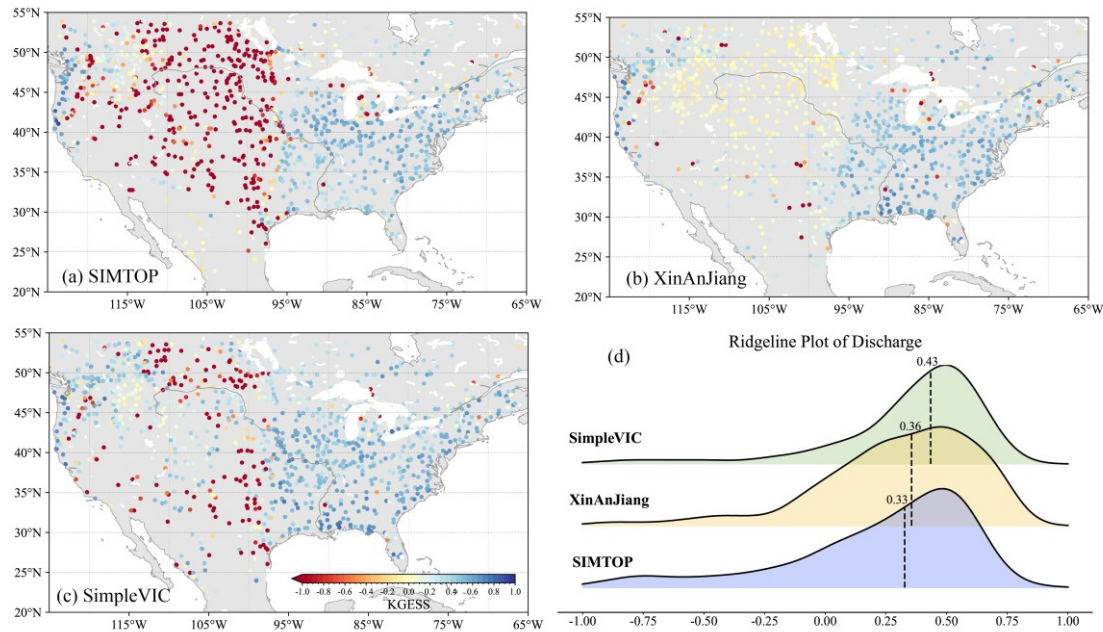 55°N
50°N
45°N
40°N
35°N
30°N
25°N
20°N
(a) SIMTOP
115°W 105°W 95°W 85°W 75°W 65°W
55°N
50°N
45°N
40°N
35°N
30°N
25°N
20°N
(b) XinAnJiang
115°W 105°W 95°W 85°W 75°W 65°W
55°N
50°N
45°N
40°N
35°N
30°N
25°N
20°N
(c) SimpleVIC
-1.0 -0.8 -0.6 -0.4 -0.2 0.0 0.2 0.4 0.6 0.8 1.0
KGESS
115°W 105°W 95°W 85°W 75°W 65°W
(d)
Ridgeline Plot of Discharge
0.43
SimpleVIC
0.36
XinAnJiang
0.33
SIMTOP
-1.00 -0.75 -0.50 -0.25 0.00 0.25 0.50 0.75 1.00